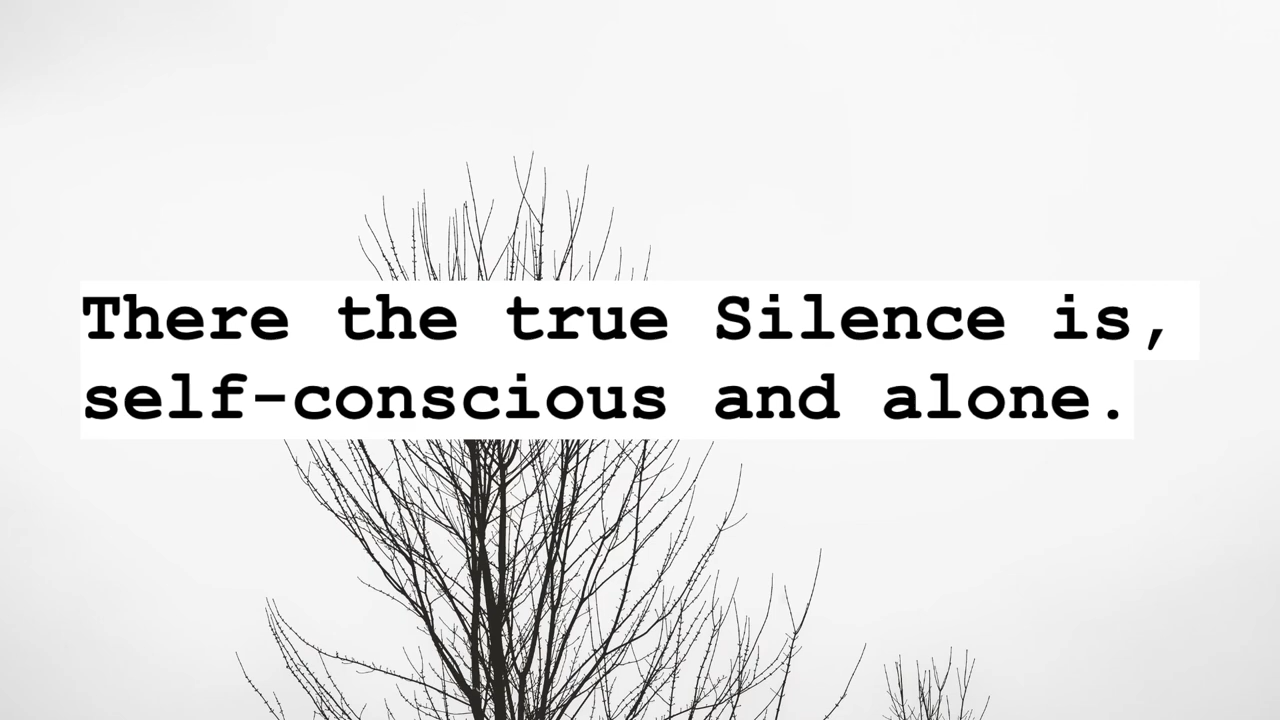 There the true Silence is,
self-conscious and alone.